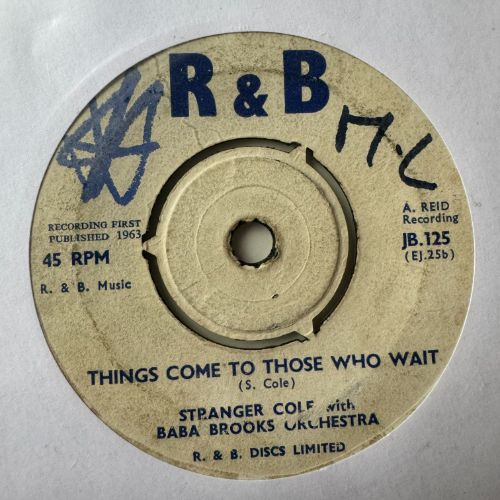 R & B
M-L
A. REID
Recording
RECORDING FIRST
PUBLISHED 1963
45 RPM
JB.125
(EJ.25b)
R. & B. Music
THINGS COME TO THOSE WHO WAIT
(S. Cole)
STRANGER COLE with
BABA BROOKS ORCHESTRA
R. & B. DISCS LIMITED